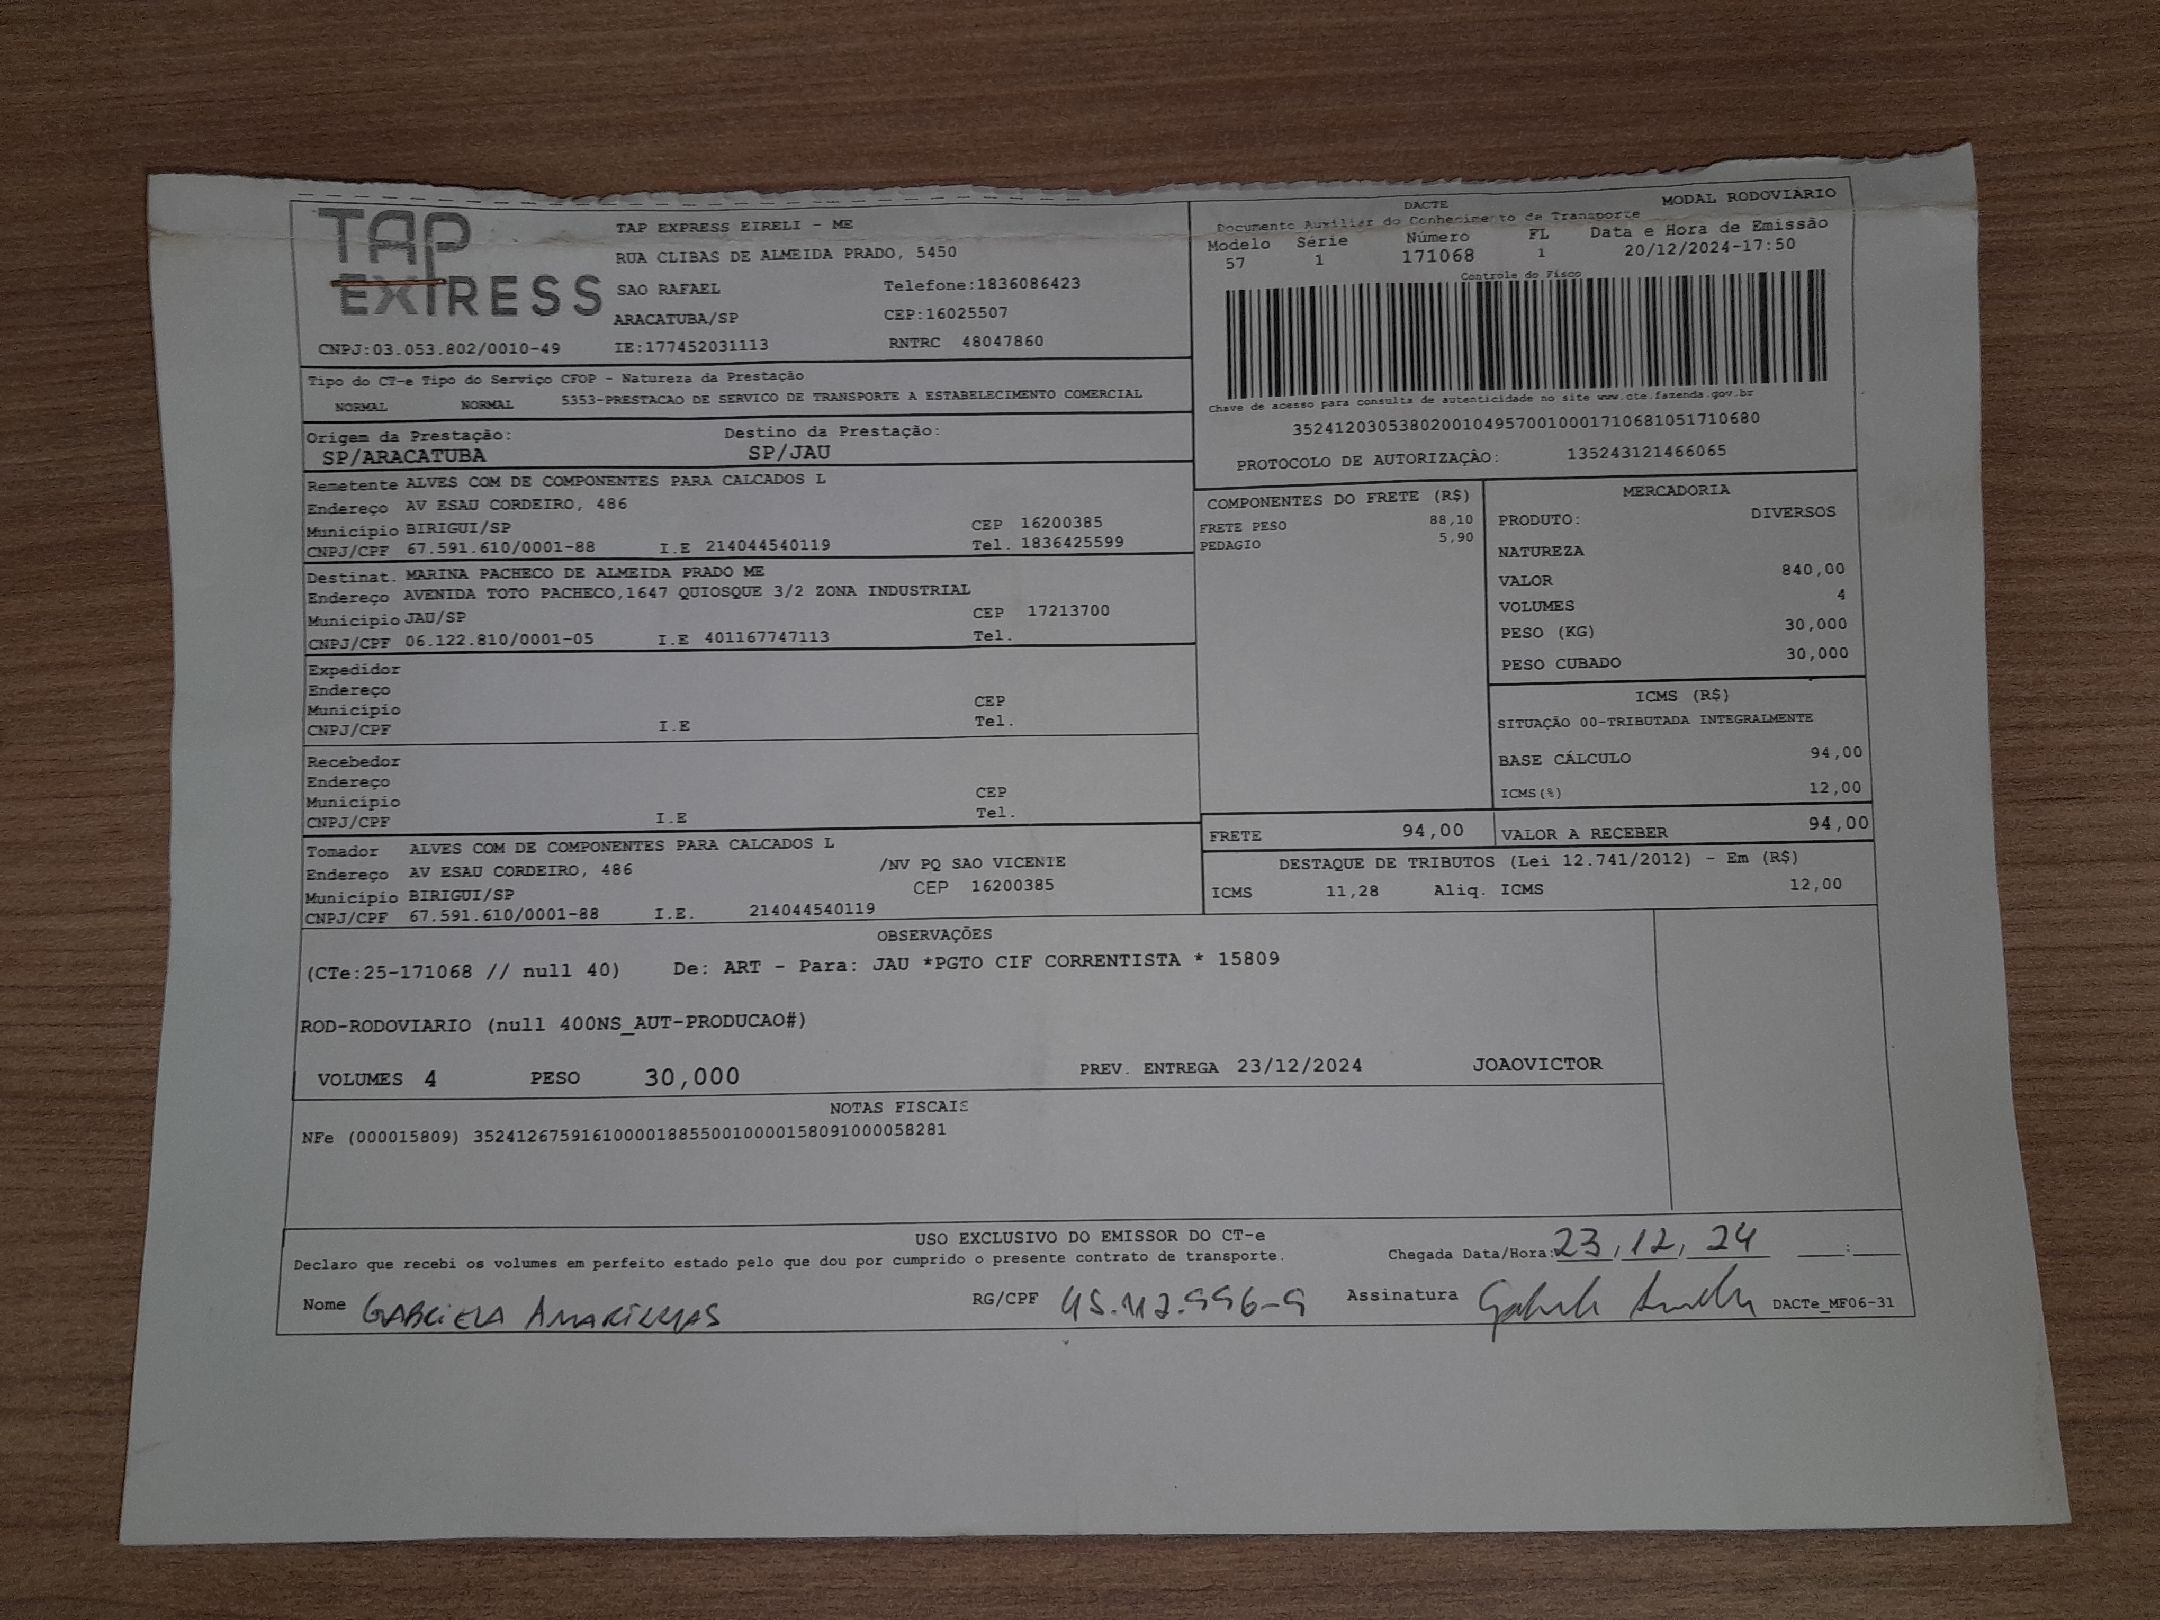 TAP
EXPRESS
CNPJ:03.053.802/0010-49
TAP EXPRESS EIRELI - ME
RUA CLIBAS DE ALMEIDA PRADO, 5450
SAO RAFAEL Telefone:1836086423
ARACATUBA/SP CEP:16025507
IE:177452031113 RNTRC 48047860
DACTE MODAL RODOVIÁRIO
Documento Auxiliar do Conhecimento de Transporte
Modelo Série Número FL Data e Hora de Emissão
57 1 171068 1 20/12/2024-17:50
Controle do Fisco
Chave de acesso para consulta de autenticidade no site www.cte.fazenda.gov.br
35241203053802001049570010001710681051710680
PROTOCOLO DE AUTORIZAÇÃO: 135243121466065
Tipo do CT-e Tipo do Serviço CFOP - Natureza da Prestação
NORMAL NORMAL 5353-PRESTACAO DE SERVICO DE TRANSPORTE A ESTABELECIMENTO COMERCIAL
Origem da Prestação: Destino da Prestação:
SP/ARACATUBA SP/JAU
Remetente ALVES COM DE COMPONENTES PARA CALCADOS L
Endereço AV ESAU CORDEIRO, 486
Município BIRIGUI/SP CEP 16200385
CNPJ/CPF 67.591.610/0001-88 I.E 214044540119 Tel. 1836425599
Destinat. MARINA PACHECO DE ALMEIDA PRADO ME
Endereço AVENIDA TOTO PACHECO,1647 QUIOSQUE 3/2 ZONA INDUSTRIAL
Município JAU/SP CEP 17213700
CNPJ/CPF 06.122.810/0001-05 I.E 401167747113 Tel.
Expedidor
Endereço
Município CEP
CNPJ/CPF I.E Tel.
Recebedor
Endereço
Município CEP
CNPJ/CPF I.E Tel.
Tomador ALVES COM DE COMPONENTES PARA CALCADOS L
Endereço AV ESAU CORDEIRO, 486 /NV PQ SAO VICENTE
Município BIRIGUI/SP CEP 16200385
CNPJ/CPF 67.591.610/0001-88 I.E. 214044540119
COMPONENTES DO FRETE (R$)
FRETE PESO 88,10
PEDAGIO 5,90
MERCADORIA
PRODUTO: DIVERSOS
NATUREZA
VALOR 840,00
VOLUMES 4
PESO (KG) 30,000
PESO CUBADO 30,000
ICMS (R$)
SITUAÇÃO 00-TRIBUTADA INTEGRALMENTE
BASE CÁLCULO 94,00
ICMS(%) 12,00
FRETE 94,00 VALOR A RECEBER 94,00
DESTAQUE DE TRIBUTOS (Lei 12.741/2012) - Em (R$)
ICMS 11,28 Aliq. ICMS 12,00
OBSERVAÇÕES
(CTe:25-171068 // null 40) De: ART - Para: JAU *PGTO CIF CORRENTISTA * 15809
ROD-RODOVIARIO (null 400NS_AUT-PRODUCAO#)
VOLUMES 4 PESO 30,000 PREV. ENTREGA 23/12/2024 JOAOVICTOR
NOTAS FISCAIS
NFe (000015809) 35241267591610000188550010000158091000058281
USO EXCLUSIVO DO EMISSOR DO CT-e
Declaro que recebi os volumes em perfeito estado pelo que dou por cumprido o presente contrato de transporte. Chegada Data/Hora: 23, 12, 24 :
Nome GABRIELA RG/CPF Assinatura DACTe_MF06-31